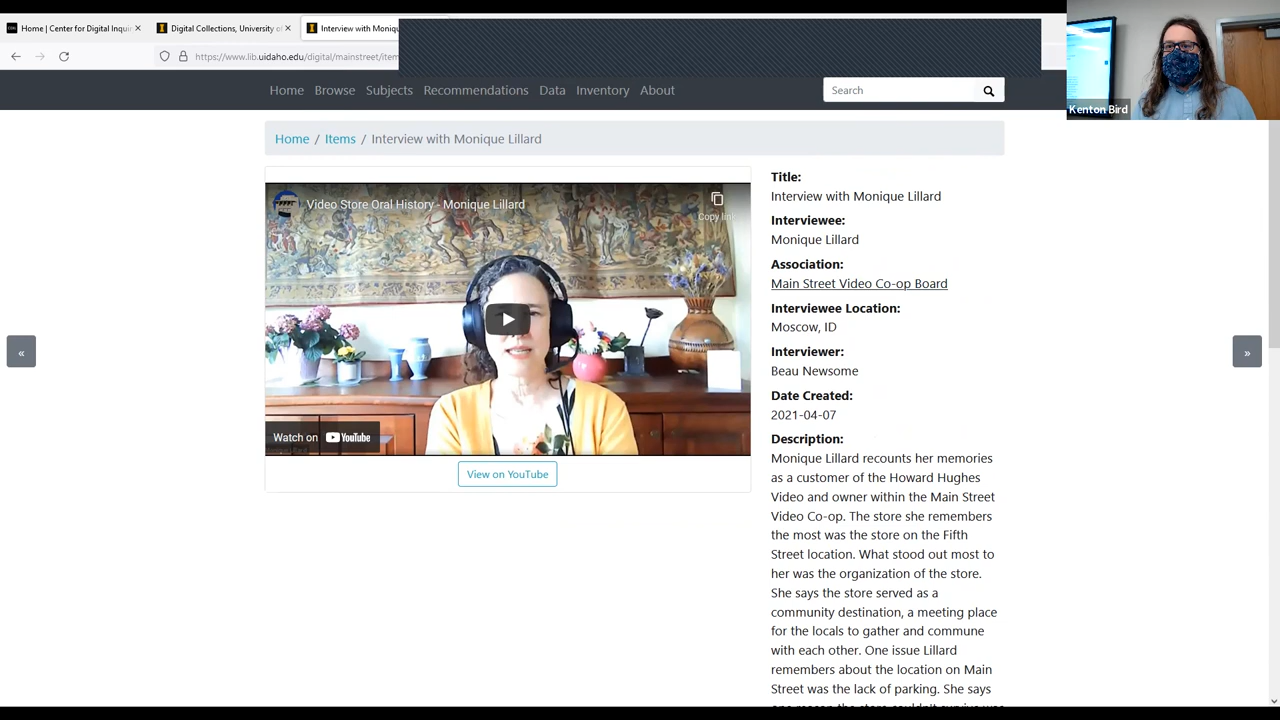 Home | Center for Digital Inqui
Digital Collections, University of
Interview with Moniqu
https://www.lib.uidaho.edu/digital/mainstreet/item
Kenton Bird
Home Browse Subjects Recommendations Data Inventory About
Search
Home / Items / Interview with Monique Lillard
Video Store Oral History - Monique Lillard
Copy link
Watch on YouTube
View on YouTube
«
»
Title:
Interview with Monique Lillard
Interviewee:
Monique Lillard
Association:
Main Street Video Co-op Board
Interviewee Location:
Moscow, ID
Interviewer:
Beau Newsome
Date Created:
2021-04-07
Description:
Monique Lillard recounts her memories
as a customer of the Howard Hughes
Video and owner within the Main Street
Video Co-op. The store she remembers
the most was the store on the Fifth
Street location. What stood out most to
her was the organization of the store.
She says the store served as a
community destination, a meeting place
for the locals to gather and commune
with each other. One issue Lillard
remembers about the location on Main
Street was the lack of parking. She says
one reason the store couldn't survive was